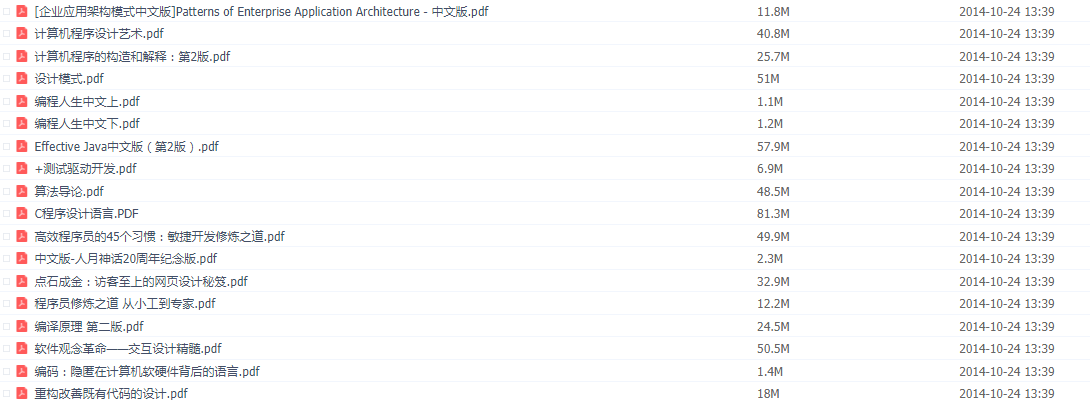 [企业应用架构模式中文版]Patterns of Enterprise Application Architecture - 中文版.pdf 11.8M 2014-10-24 13:39
计算机程序设计艺术.pdf 40.8M 2014-10-24 13:39
计算机程序的构造和解释：第2版.pdf 25.7M 2014-10-24 13:39
设计模式.pdf 51M 2014-10-24 13:39
编程人生中文上.pdf 1.1M 2014-10-24 13:39
编程人生中文下.pdf 1.2M 2014-10-24 13:39
Effective Java中文版（第2版）.pdf 57.9M 2014-10-24 13:39
+测试驱动开发.pdf 6.9M 2014-10-24 13:39
算法导论.pdf 48.5M 2014-10-24 13:39
C程序设计语言.PDF 81.3M 2014-10-24 13:39
高效程序员的45个习惯：敏捷开发修炼之道.pdf 49.9M 2014-10-24 13:39
中文版-人月神话20周年纪念版.pdf 2.3M 2014-10-24 13:39
点石成金：访客至上的网页设计秘笈.pdf 32.9M 2014-10-24 13:39
程序员修炼之道 从小工到专家.pdf 12.2M 2014-10-24 13:39
编译原理 第二版.pdf 24.5M 2014-10-24 13:39
软件观念革命——交互设计精髓.pdf 50.5M 2014-10-24 13:39
编码：隐匿在计算机软硬件背后的语言.pdf 1.4M 2014-10-24 13:39
重构改善既有代码的设计.pdf 18M 2014-10-24 13:39